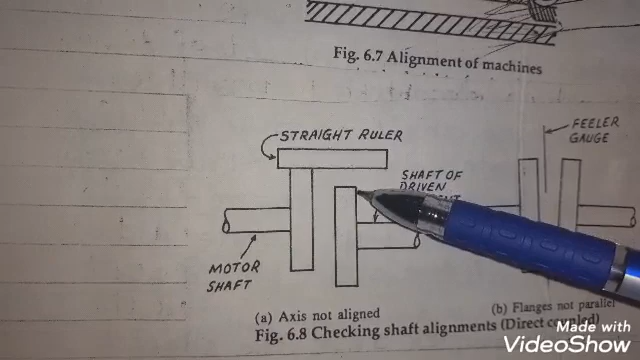 Fig. 6.7 Alignment of machines
FEELER
GAUGE
STRAIGHT RULER
SHAFT OF
DRIVEN
MOTOR
SHAFT
(a) Axis not aligned
(b) Flanges not parallel
Fig. 6.8 Checking shaft alignments (Direct coupled)
Made with
VideoShow